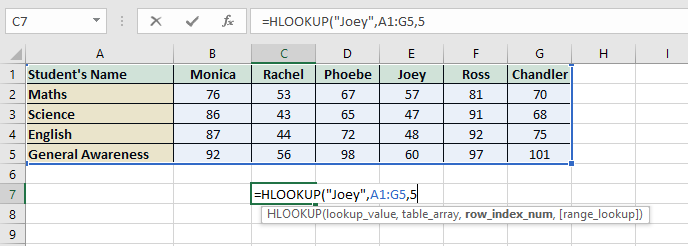 C7 =HLOOKUP("Joey",A1:G5,5
A B C D E F G H I
1 Student's Name Monica Rachel Phoebe Joey Ross Chandler
2 Maths 76 53 67 57 81 70
3 Science 86 43 65 47 91 68
4 English 87 44 72 48 92 75
5 General Awareness 92 56 98 60 97 101
6
7 =HLOOKUP("Joey",A1:G5,5
8 HLOOKUP(lookup_value, table_array, row_index_num, [range_lookup])
9